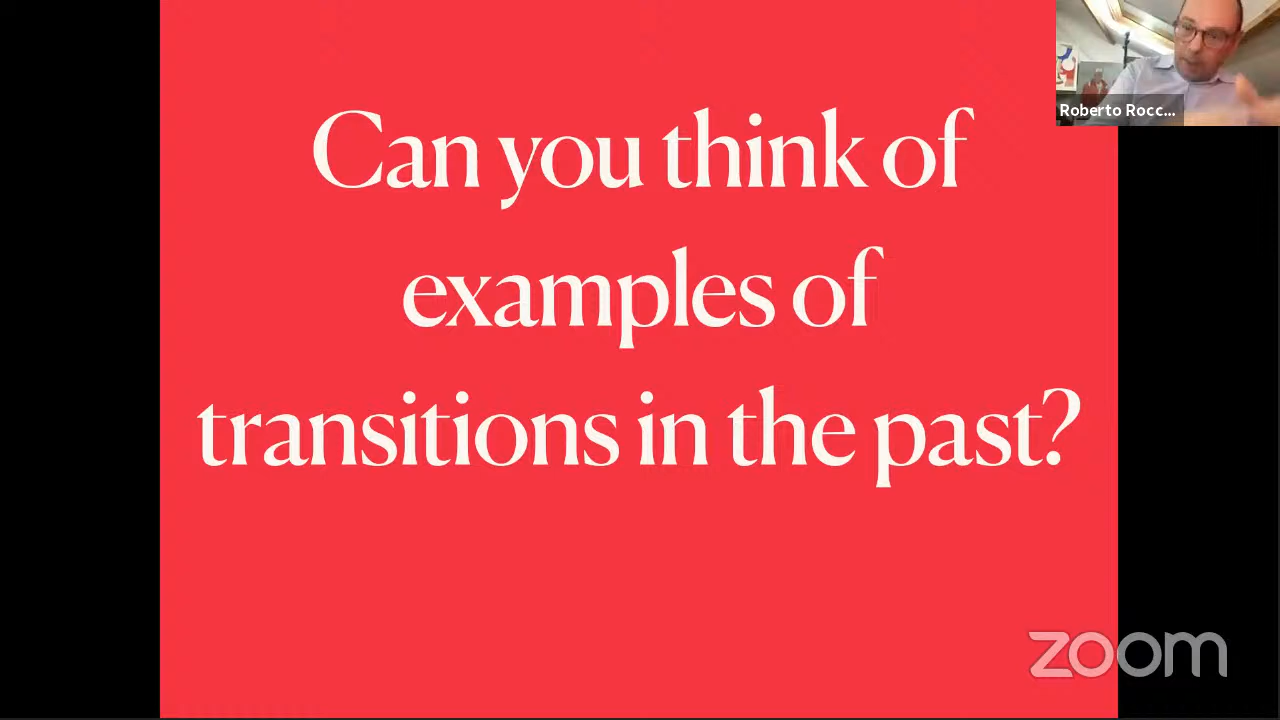 Can you think of
examples of
transitions in the past?
Roberto Rocc...
zoom